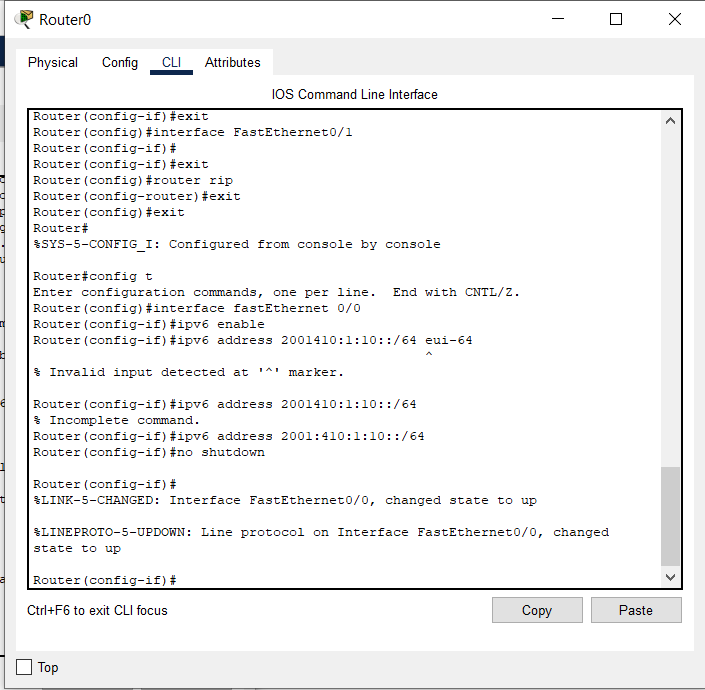 Router0
Physical Config CLI Attributes
IOS Command Line Interface
Router(config-if)#exit
Router(config)#interface FastEthernet0/1
Router(config-if)#
Router(config-if)#exit
Router(config)#router rip
Router(config-router)#exit
Router(config)#exit
Router#
%SYS-5-CONFIG_I: Configured from console by console
Router#config t
Enter configuration commands, one per line.  End with CNTL/Z.
Router(config)#interface fastEthernet 0/0
Router(config-if)#ipv6 enable
Router(config-if)#ipv6 address 2001410:1:10::/64 eui-64
^
% Invalid input detected at '^' marker.
Router(config-if)#ipv6 address 2001410:1:10::/64
% Incomplete command.
Router(config-if)#ipv6 address 2001:410:1:10::/64
Router(config-if)#no shutdown
Router(config-if)#
%LINK-5-CHANGED: Interface FastEthernet0/0, changed state to up
%LINEPROTO-5-UPDOWN: Line protocol on Interface FastEthernet0/0, changed
state to up
Router(config-if)#
Ctrl+F6 to exit CLI focus
Copy Paste
Top